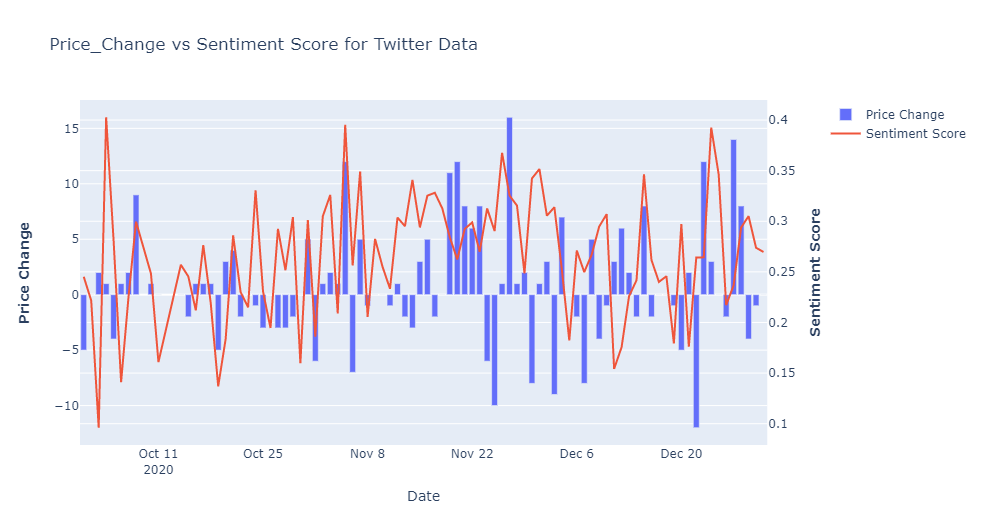 Price_Change vs Sentiment Score for Twitter Data
Price Change
Sentiment Score
15
10
5
0
−5
−10
Price Change
0.4
0.35
0.3
0.25
0.2
0.15
0.1
Sentiment Score
Oct 11
2020
Oct 25
Nov 8
Nov 22
Dec 6
Dec 20
Date